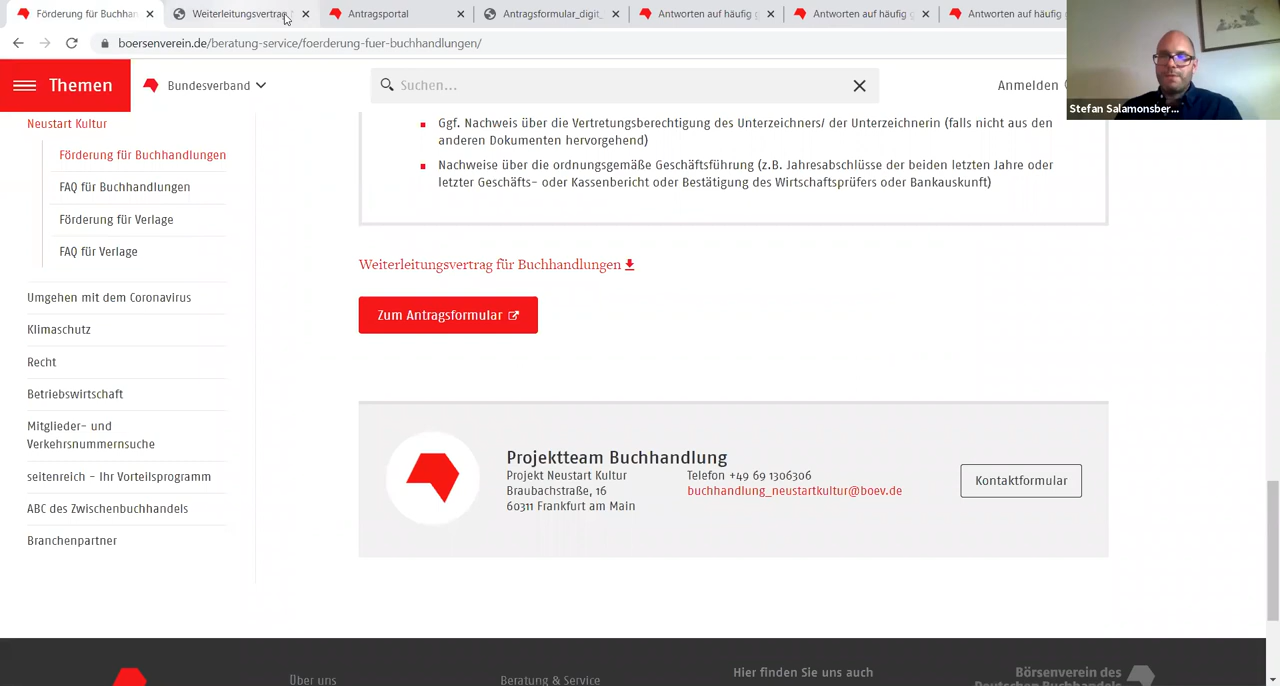 Förderung für Buchhan
Weiterleitungsvertrag
Antragsportal
Antragsformular_digit_
Antworten auf häufig g
Antworten auf häufig g
Antworten auf häufig
boersenverein.de/beratung-service/foerderung-fuer-buchhandlungen/
Themen
Bundesverband
Suchen...
Anmelden
Stefan Salamonsber...
Neustart Kultur
Förderung für Buchhandlungen
FAQ für Buchhandlungen
Förderung für Verlage
FAQ für Verlage
Umgehen mit dem Coronavirus
Klimaschutz
Recht
Betriebswirtschaft
Mitglieder- und
Verkehrsnummernsuche
seitenreich - Ihr Vorteilsprogramm
ABC des Zwischenbuchhandels
Branchenpartner
Ggf. Nachweis über die Vertretungsberechtigung des Unterzeichners/ der Unterzeichnerin (falls nicht aus den
anderen Dokumenten hervorgehend)
Nachweise über die ordnungsgemäße Geschäftsführung (z.B. Jahresabschlüsse der beiden letzten Jahre oder
letzter Geschäfts- oder Kassenbericht oder Bestätigung des Wirtschaftsprüfers oder Bankauskunft)
Weiterleitungsvertrag für Buchhandlungen
Zum Antragsformular
Projektteam Buchhandlung
Projekt Neustart Kultur
Braubachstraße, 16
60311 Frankfurt am Main
Telefon +49 69 1306306
buchhandlung_neustartkultur@boev.de
Kontaktformular
Über uns
Beratung & Service
Hier finden Sie uns auch
Börsenverein des
Deutschen Buchhandels